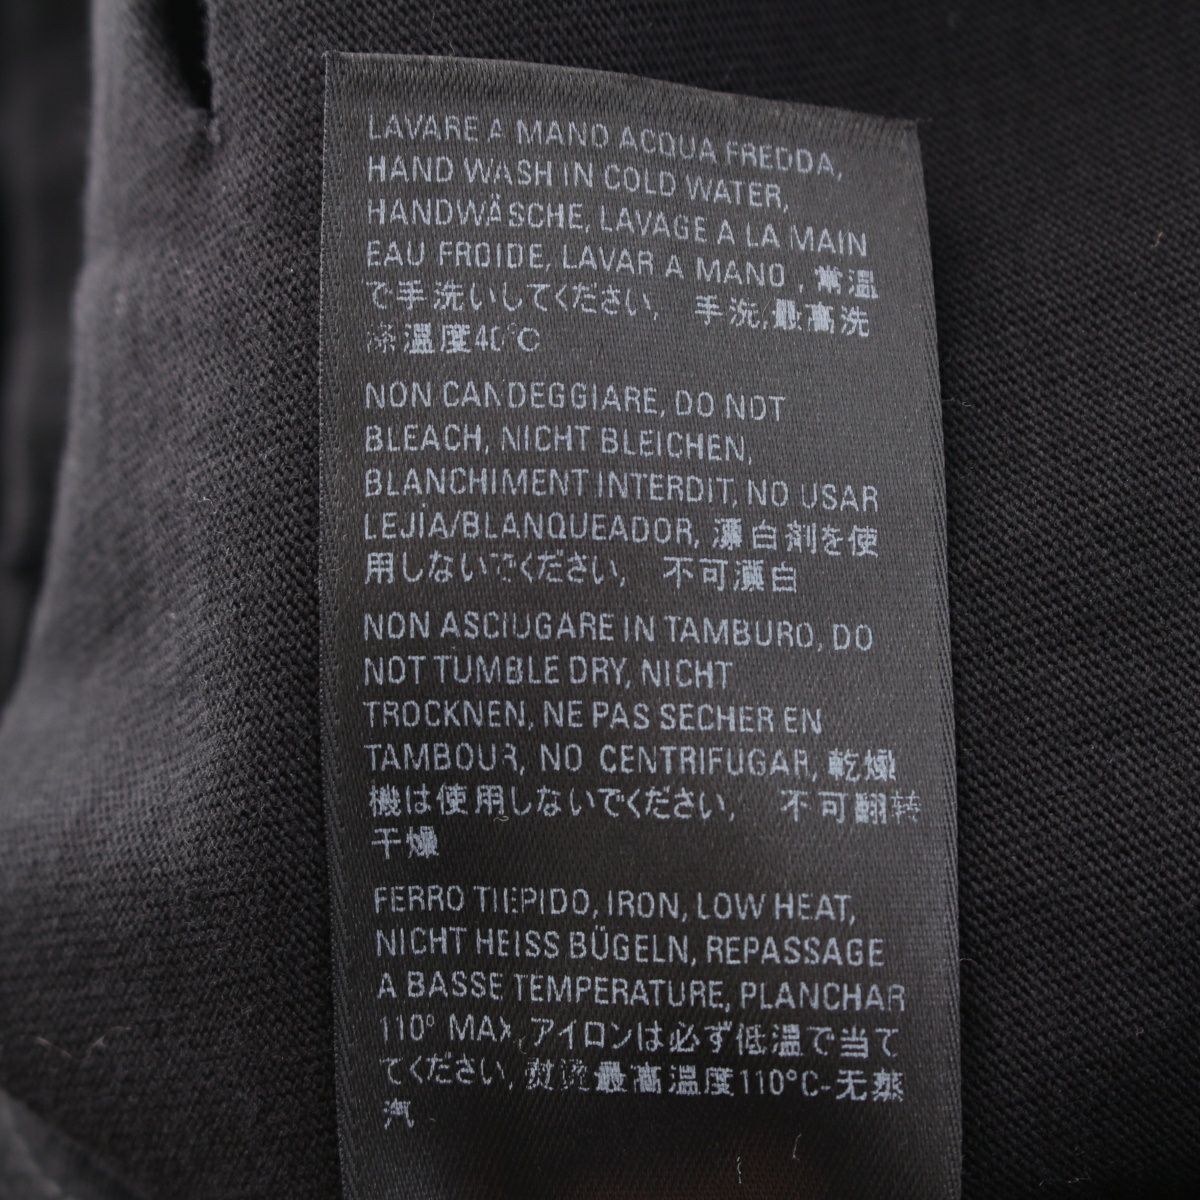 LAVARE A MANO ACQUA FREDDA,
HAND WASH IN COLD WATER,
HANDWÄSCHE, LAVAGE A LA MAIN
EAU FROIDE, LAVAR A MANO , 常温
で手洗いしてください, 手洗,最高洗
涤温度40°C
NON CANDEGGIARE, DO NOT
BLEACH, NICHT BLEICHEN,
BLANCHIMENT INTERDIT, NO USAR
LEJÍA/BLANQUEADOR, 漂白剤を使
用しないでください, 不可漂白
NON ASCIUGARE IN TAMBURO, DO
NOT TUMBLE DRY, NICHT
TROCKNEN, NE PAS SECHER EN
TAMBOUR, NO CENTRIFUGAR, 乾燥
機は使用しないでください, 不可翻转
干燥
FERRO TIEPIDO, IRON, LOW HEAT,
NICHT HEISS BÜGELN, REPASSAGE
A BASSE TEMPERATURE, PLANCHAR
110° MAX, アイロンは必ず低温で当て
てください, 熨烫最高温度110°C-无蒸
汽